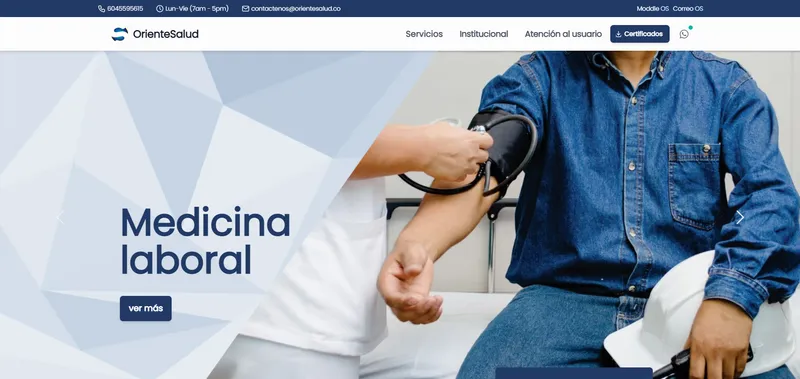 6045595615 Lun-Vie (7am - 5pm) contactenos@orientesalud.co Moddle OS Correo OS
OrienteSalud Servicios Institucional Atención al usuario Certificados
Medicina
laboral
ver más